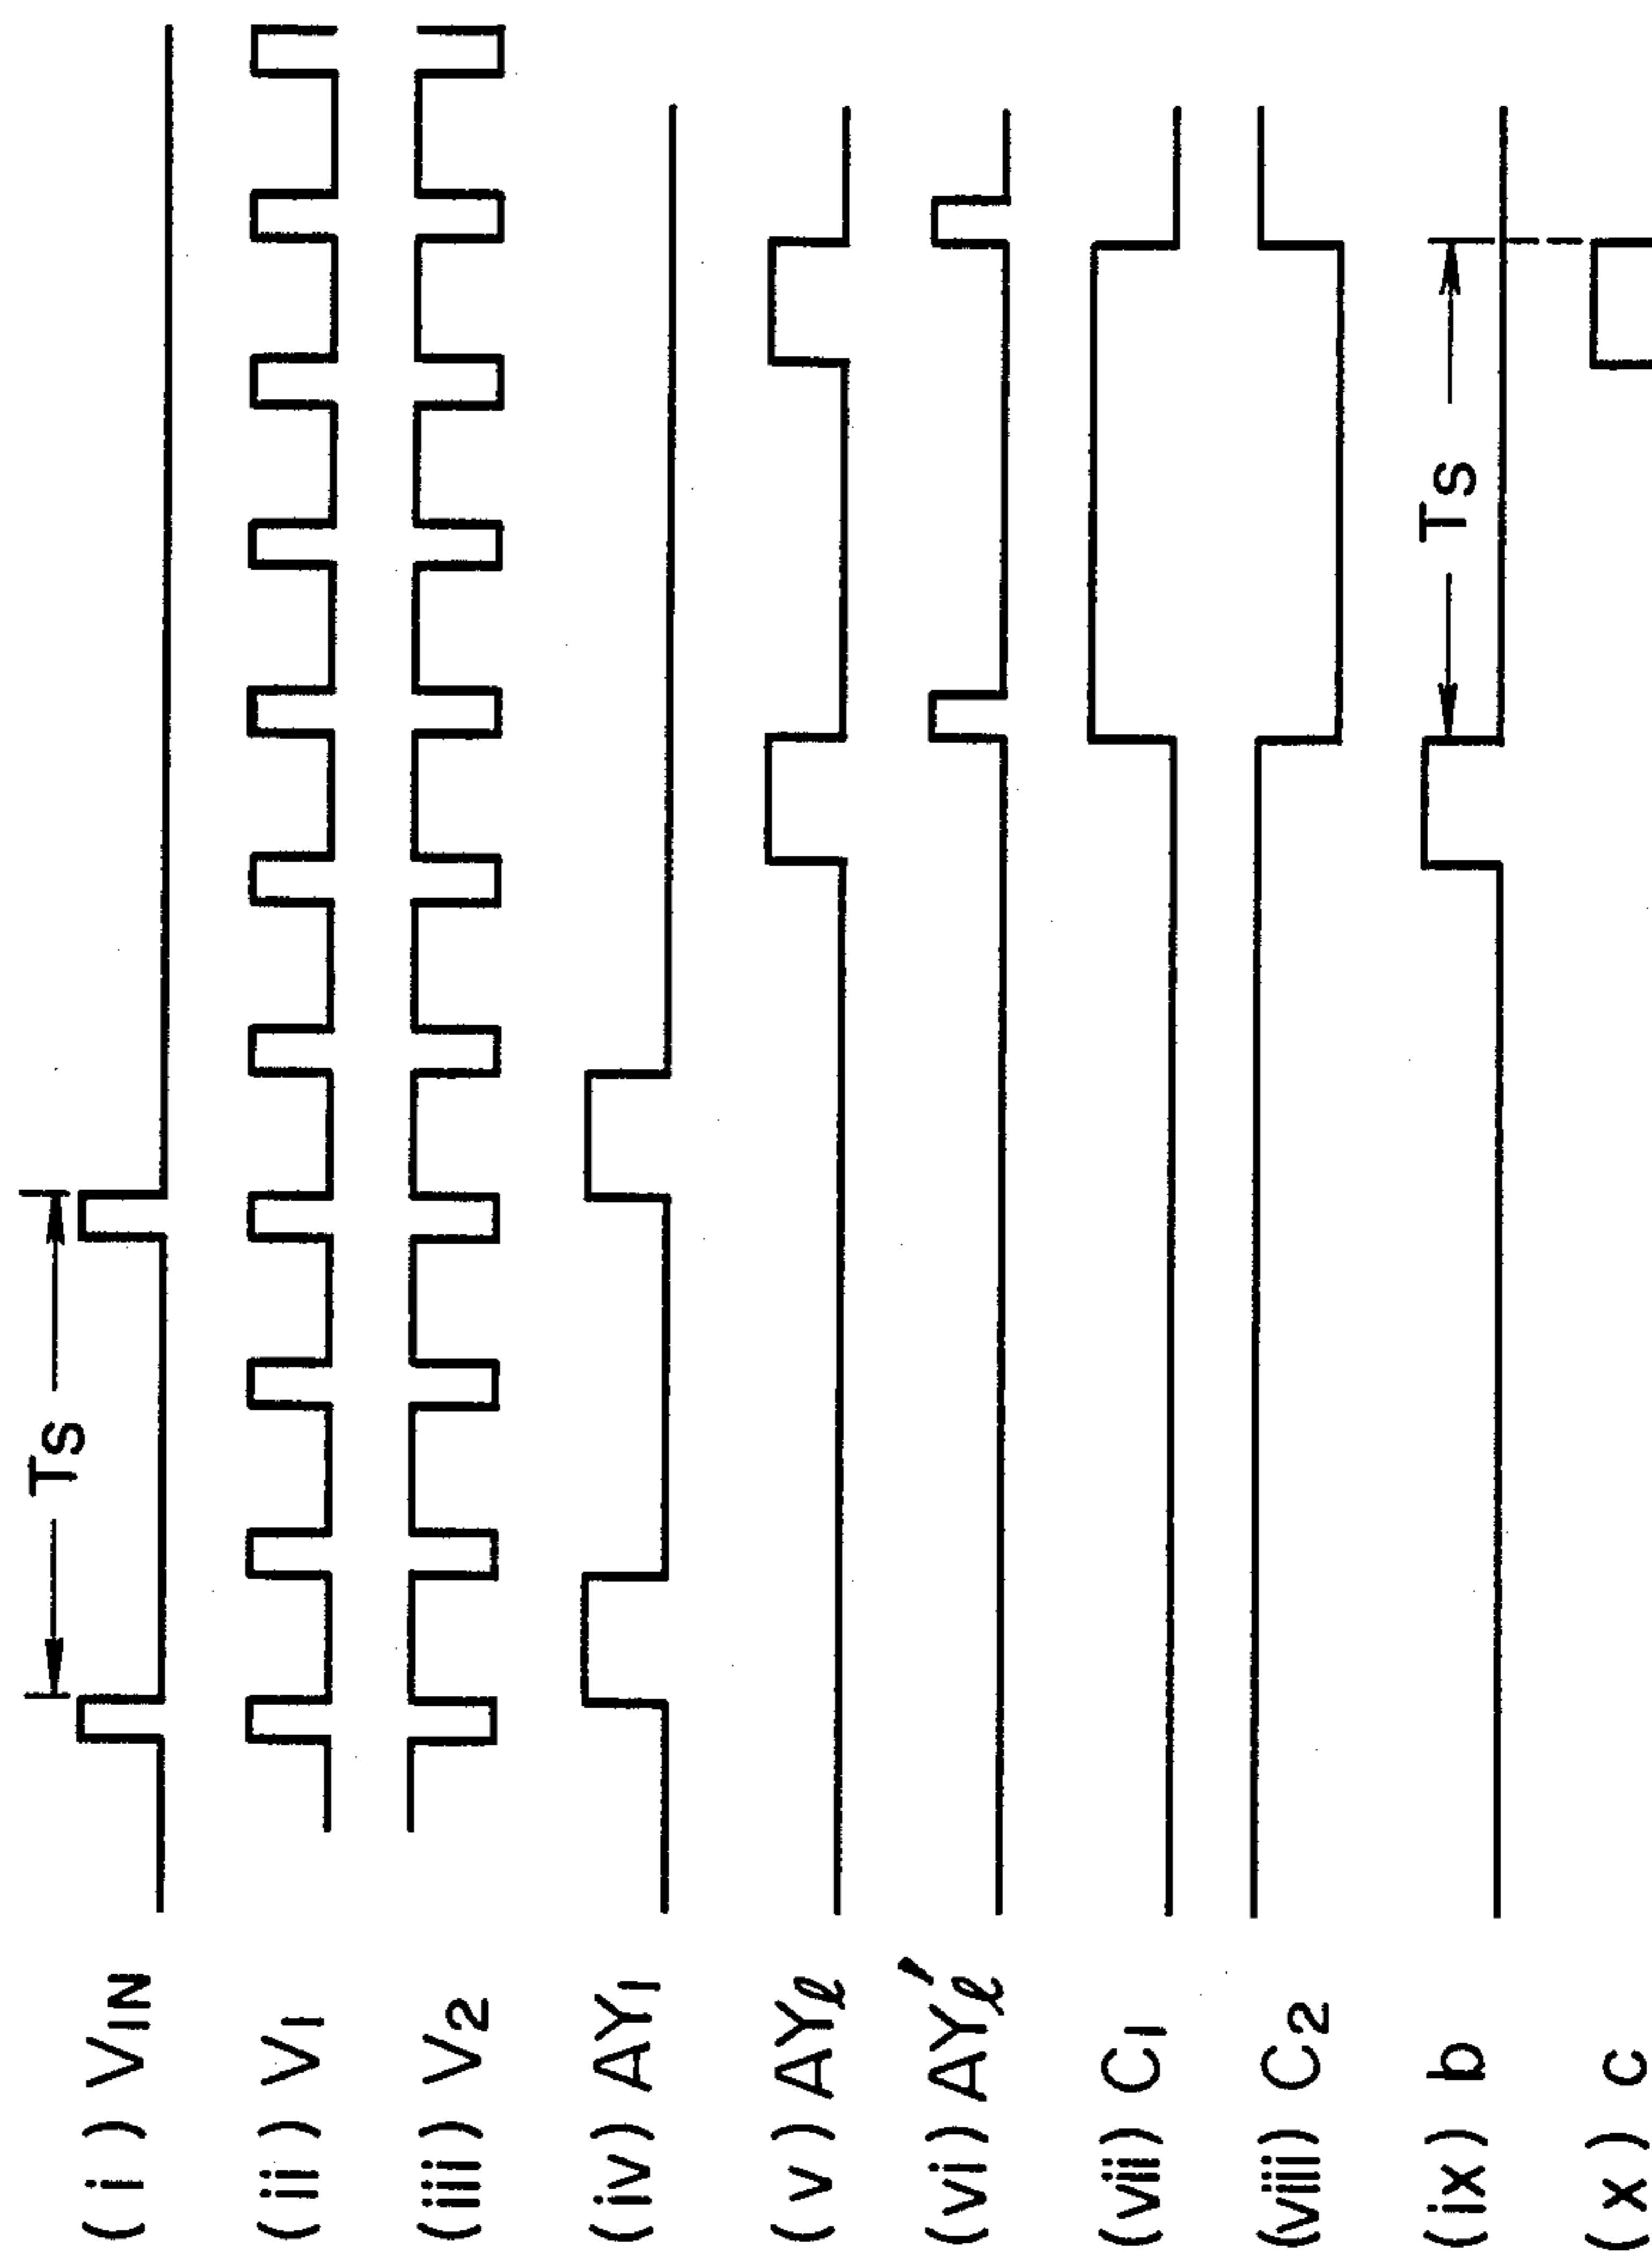 Ts
(i) VIN
(ii) V1
(iii) V2
(iv) AY1
(v) AYℓ
(vi) AYℓ'
(vii) C1
(viii) C2
Ts
(ix) b
(x) c